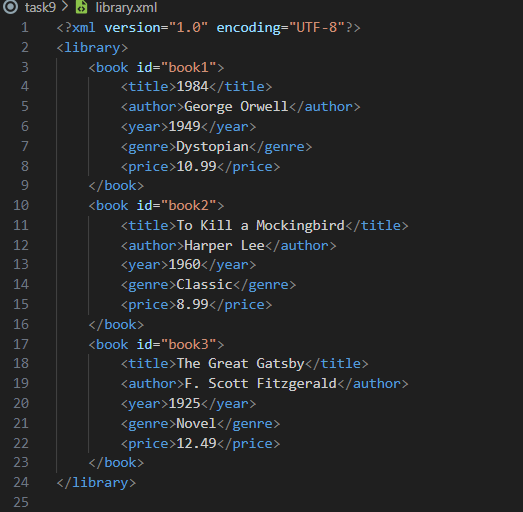 task9 > library.xml
1 <?xml version="1.0" encoding="UTF-8"?>
2 <library>
3     <book id="book1">
4         <title>1984</title>
5         <author>George Orwell</author>
6         <year>1949</year>
7         <genre>Dystopian</genre>
8         <price>10.99</price>
9     </book>
10     <book id="book2">
11         <title>To Kill a Mockingbird</title>
12         <author>Harper Lee</author>
13         <year>1960</year>
14         <genre>Classic</genre>
15         <price>8.99</price>
16     </book>
17     <book id="book3">
18         <title>The Great Gatsby</title>
19         <author>F. Scott Fitzgerald</author>
20         <year>1925</year>
21         <genre>Novel</genre>
22         <price>12.49</price>
23     </book>
24 </library>
25